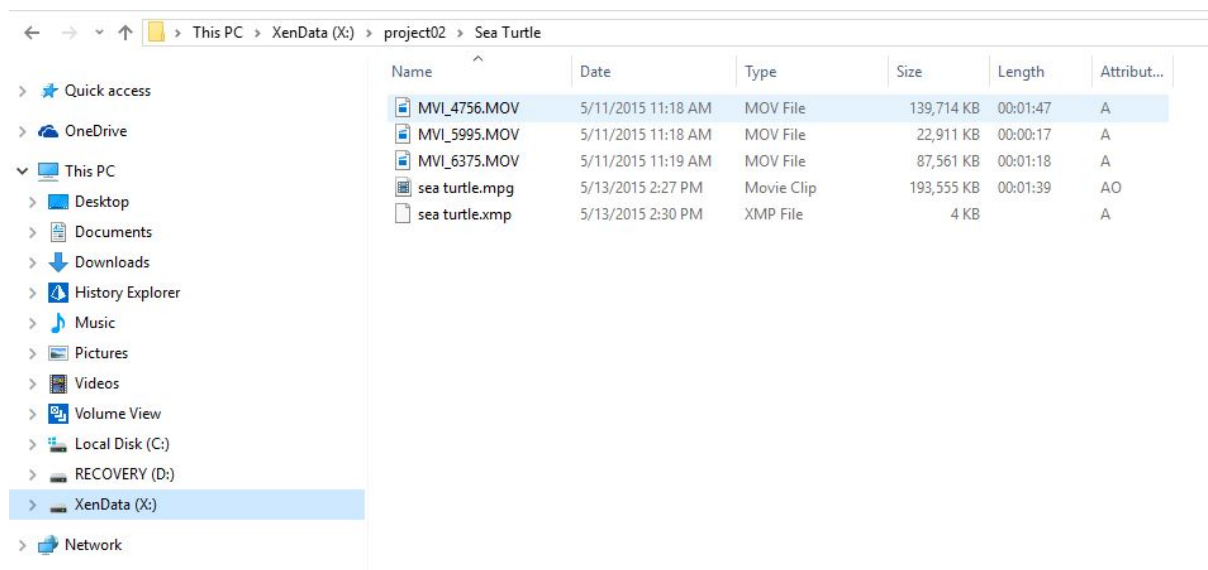 This PC > XenData (X:) > project02 > Sea Turtle
Name Date Type Size Length Attribut...
Quick access
OneDrive
This PC
Desktop
Documents
Downloads
History Explorer
Music
Pictures
Videos
Volume View
Local Disk (C:)
RECOVERY (D:)
XenData (X:)
Network
MVI_4756.MOV 5/11/2015 11:18 AM MOV File 139,714 KB 00:01:47 A
MVI_5995.MOV 5/11/2015 11:18 AM MOV File 22,911 KB 00:00:17 A
MVI_6375.MOV 5/11/2015 11:19 AM MOV File 87,561 KB 00:01:18 A
sea turtle.mpg 5/13/2015 2:27 PM Movie Clip 193,555 KB 00:01:39 AO
sea turtle.xmp 5/13/2015 2:30 PM XMP File 4 KB A